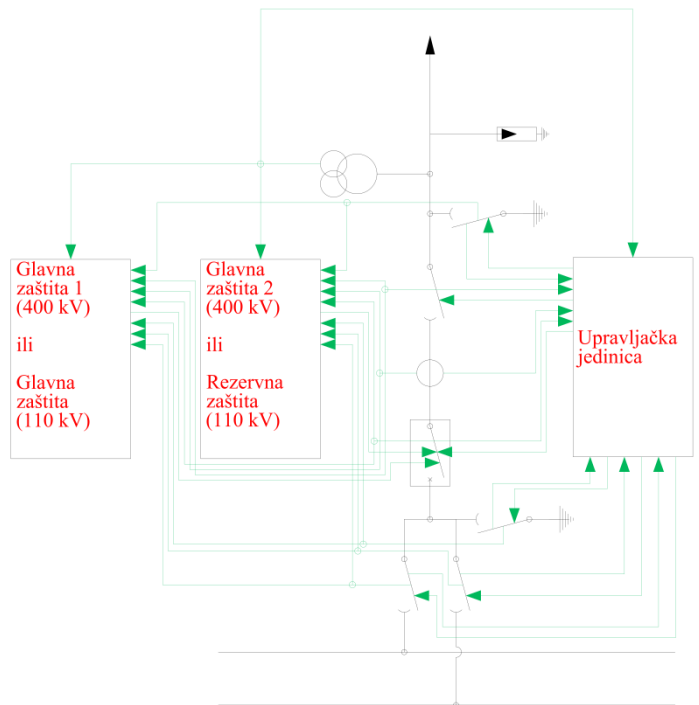 Glavna
zaštita 1
(400 kV)
ili
Glavna
zaštita
(110 kV)
Glavna
zaštita 2
(400 kV)
ili
Rezervna
zaštita
(110 kV)
Upravljačka
jedinica